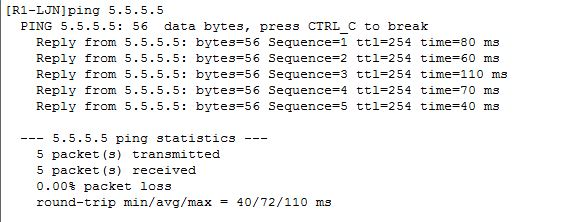 [R1-LJN]ping 5.5.5.5
  PING 5.5.5.5: 56  data bytes, press CTRL_C to break
    Reply from 5.5.5.5: bytes=56 Sequence=1 ttl=254 time=80 ms
    Reply from 5.5.5.5: bytes=56 Sequence=2 ttl=254 time=60 ms
    Reply from 5.5.5.5: bytes=56 Sequence=3 ttl=254 time=110 ms
    Reply from 5.5.5.5: bytes=56 Sequence=4 ttl=254 time=70 ms
    Reply from 5.5.5.5: bytes=56 Sequence=5 ttl=254 time=40 ms

  --- 5.5.5.5 ping statistics ---
    5 packet(s) transmitted
    5 packet(s) received
    0.00% packet loss
    round-trip min/avg/max = 40/72/110 ms